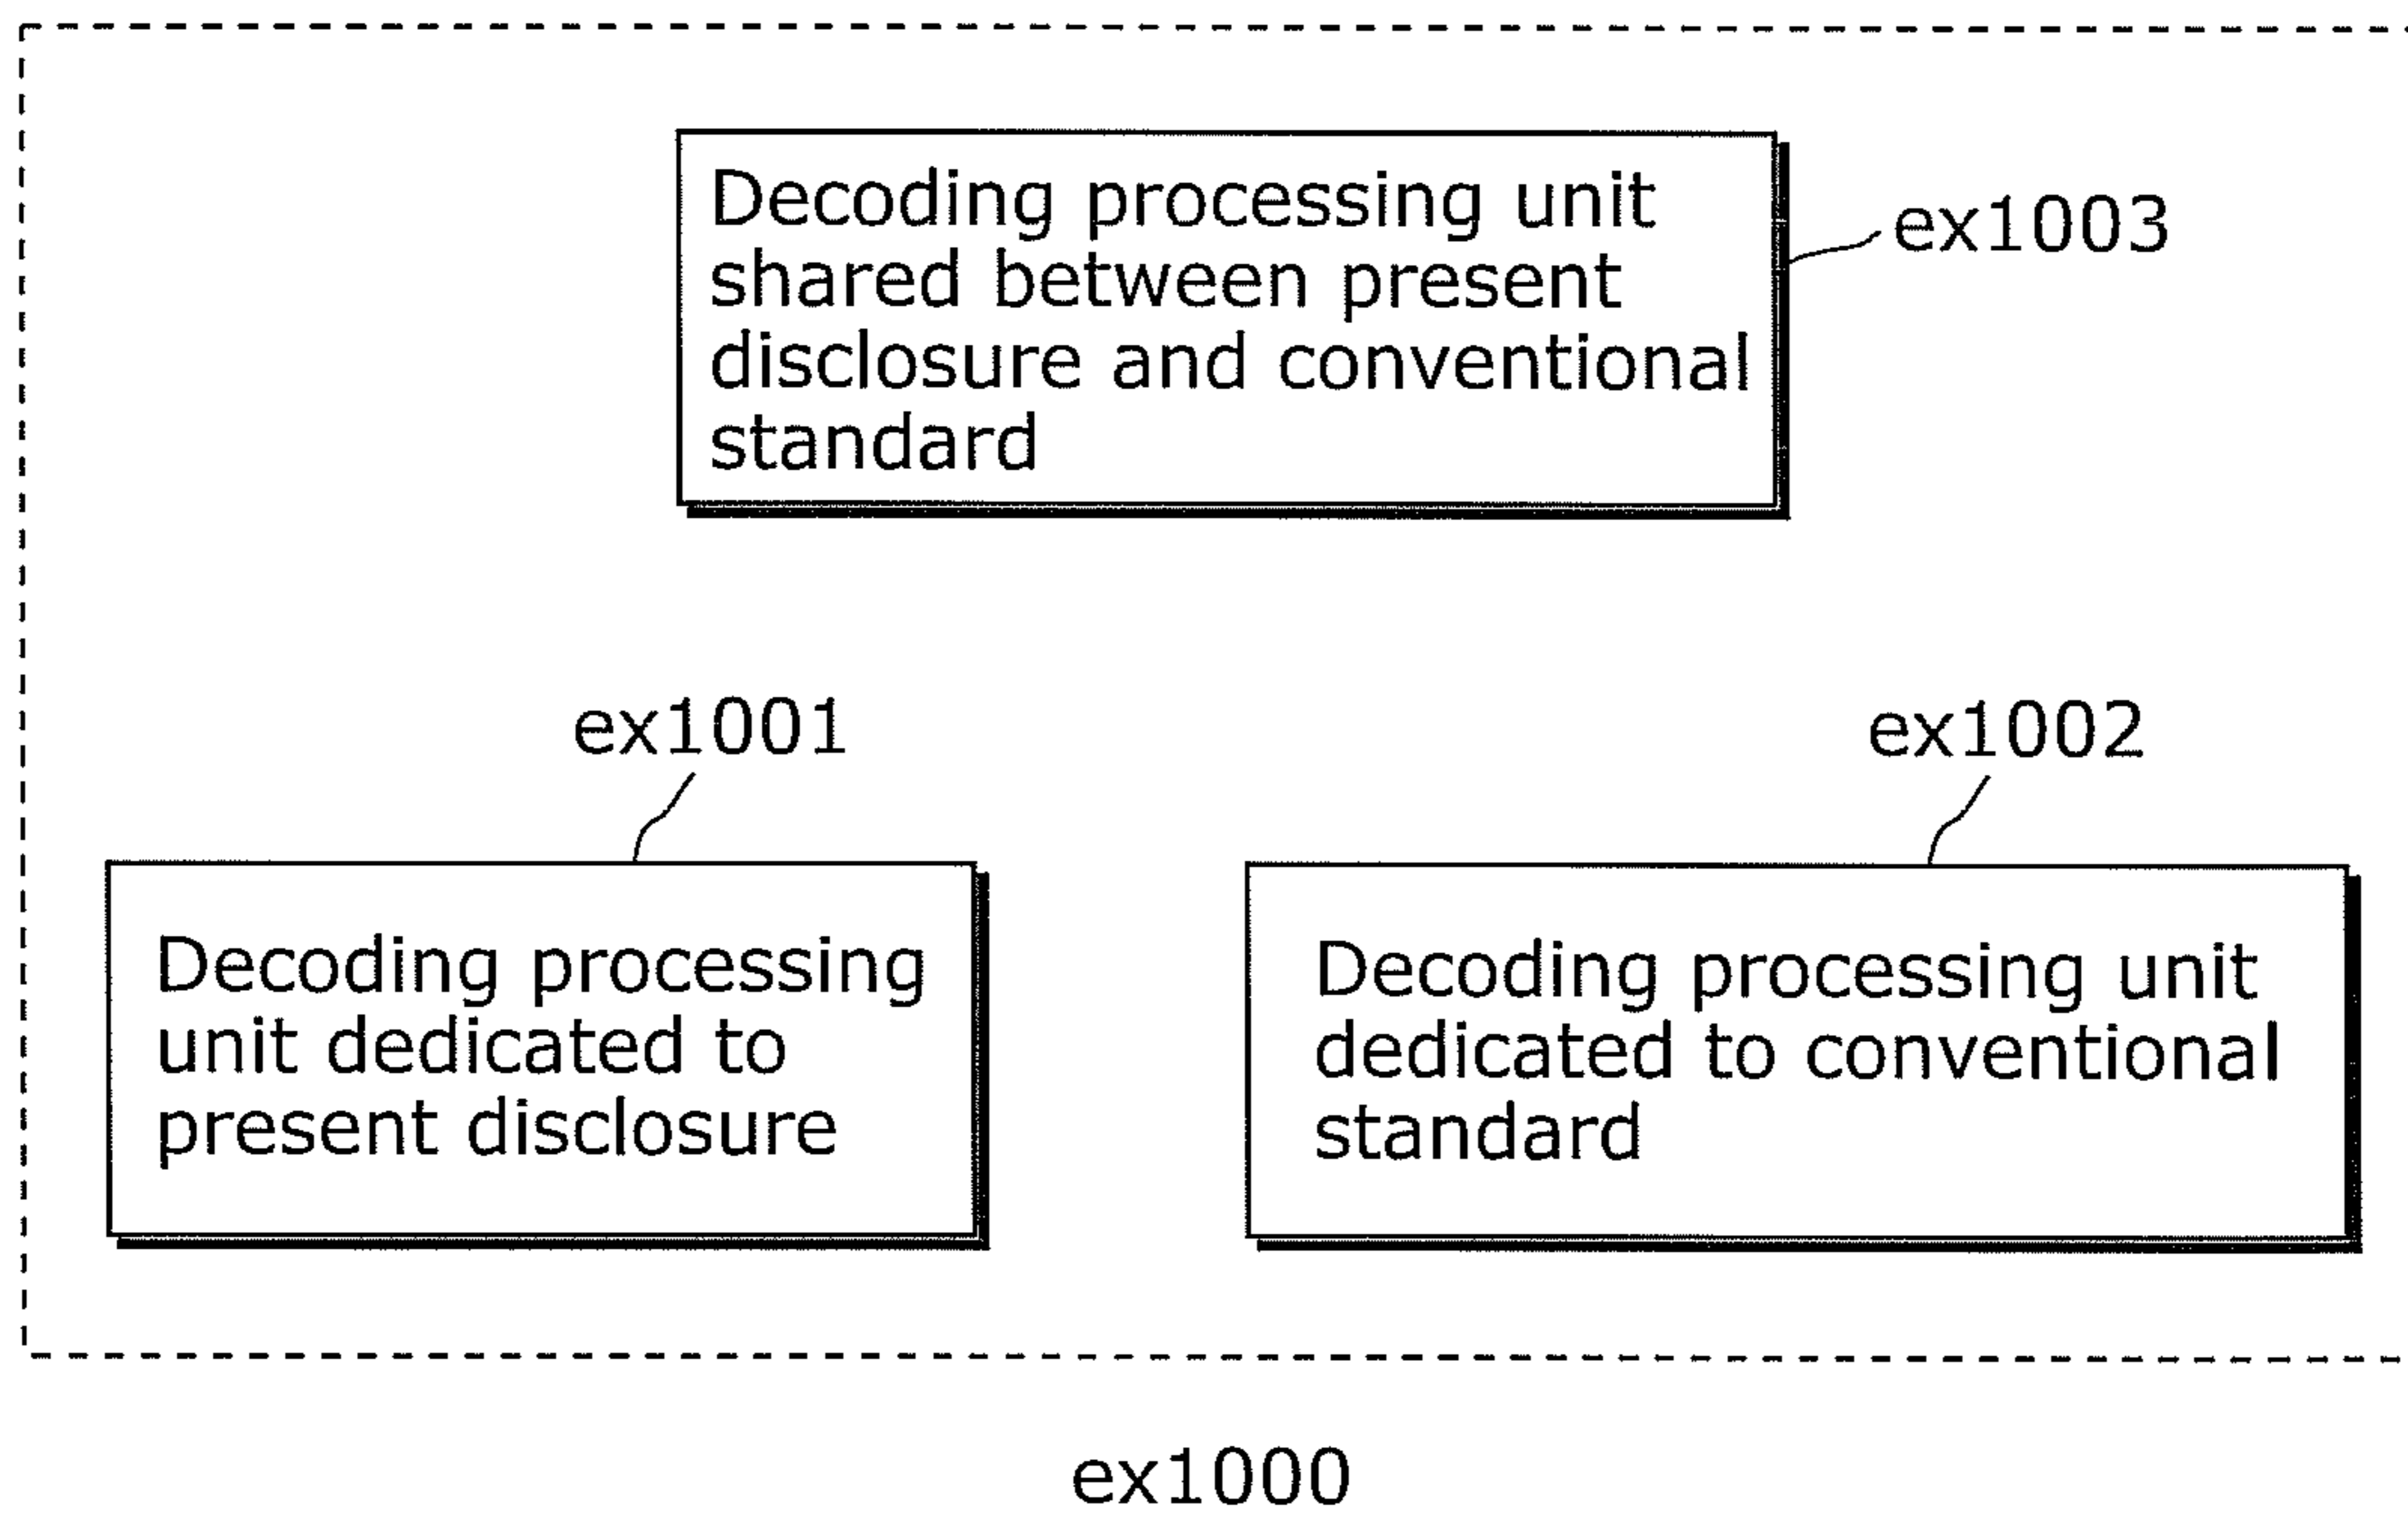 Decoding processing unit
shared between present
disclosure and conventional
standard
ex1003
ex1001
ex1002
Decoding processing
unit dedicated to
present disclosure
Decoding processing unit
dedicated to conventional
standard
ex1000